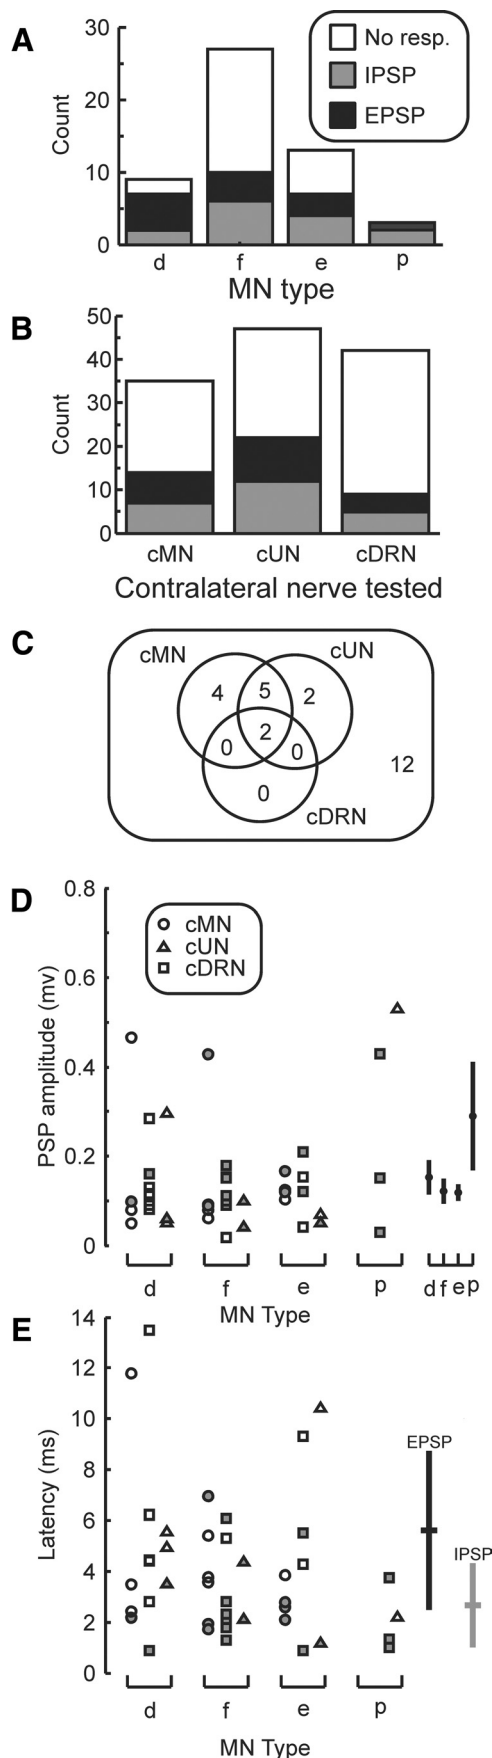 A
30
20
10
0
Count
No resp.
IPSP
EPSP
d f e p
MN type
B
50
40
30
20
10
0
Count
cMN cUN cDRN
Contralateral nerve tested
C
cMN
cUN
4 5 2
2
0 0
12
0
cDRN
D
0.8
0.6
0.4
0.2
0
PSP amplitude (mv)
cMN
cUN
cDRN
d f e p d f e p
MN Type
E
14
12
10
8
6
4
2
0
Latency (ms)
EPSP
IPSP
d f e p
MN Type